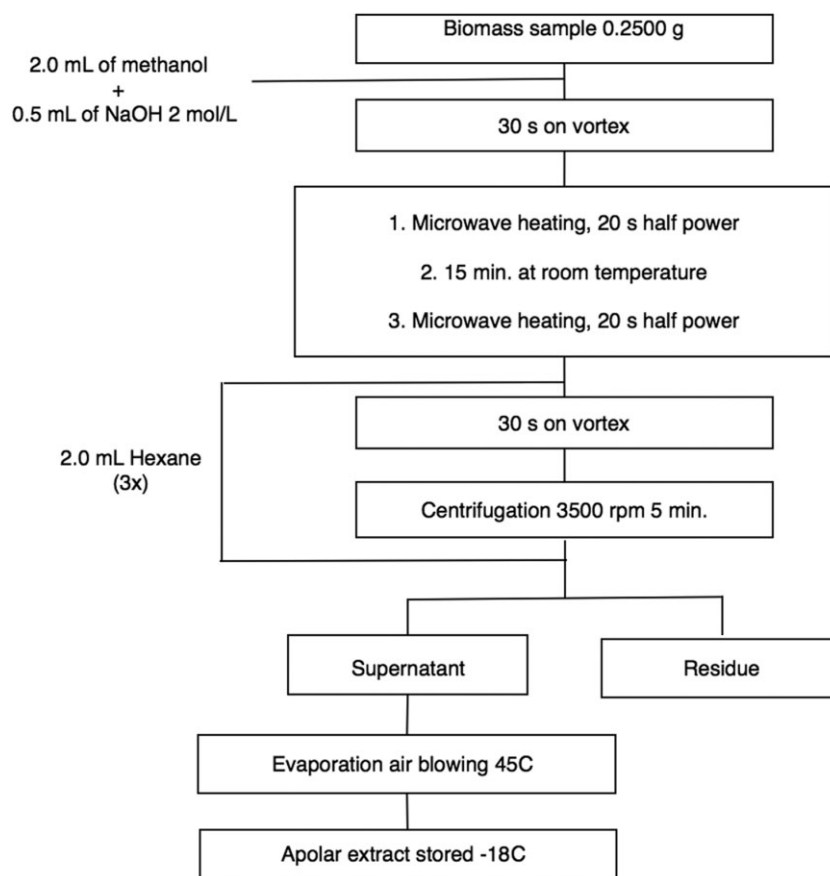 Biomass sample 0.2500 g
2.0 mL of methanol
+
0.5 mL of NaOH 2 mol/L
30 s on vortex
1. Microwave heating, 20 s half power
2. 15 min. at room temperature
3. Microwave heating, 20 s half power
30 s on vortex
2.0 mL Hexane
(3x)
Centrifugation 3500 rpm 5 min.
Supernatant
Residue
Evaporation air blowing 45C
Apolar extract stored -18C